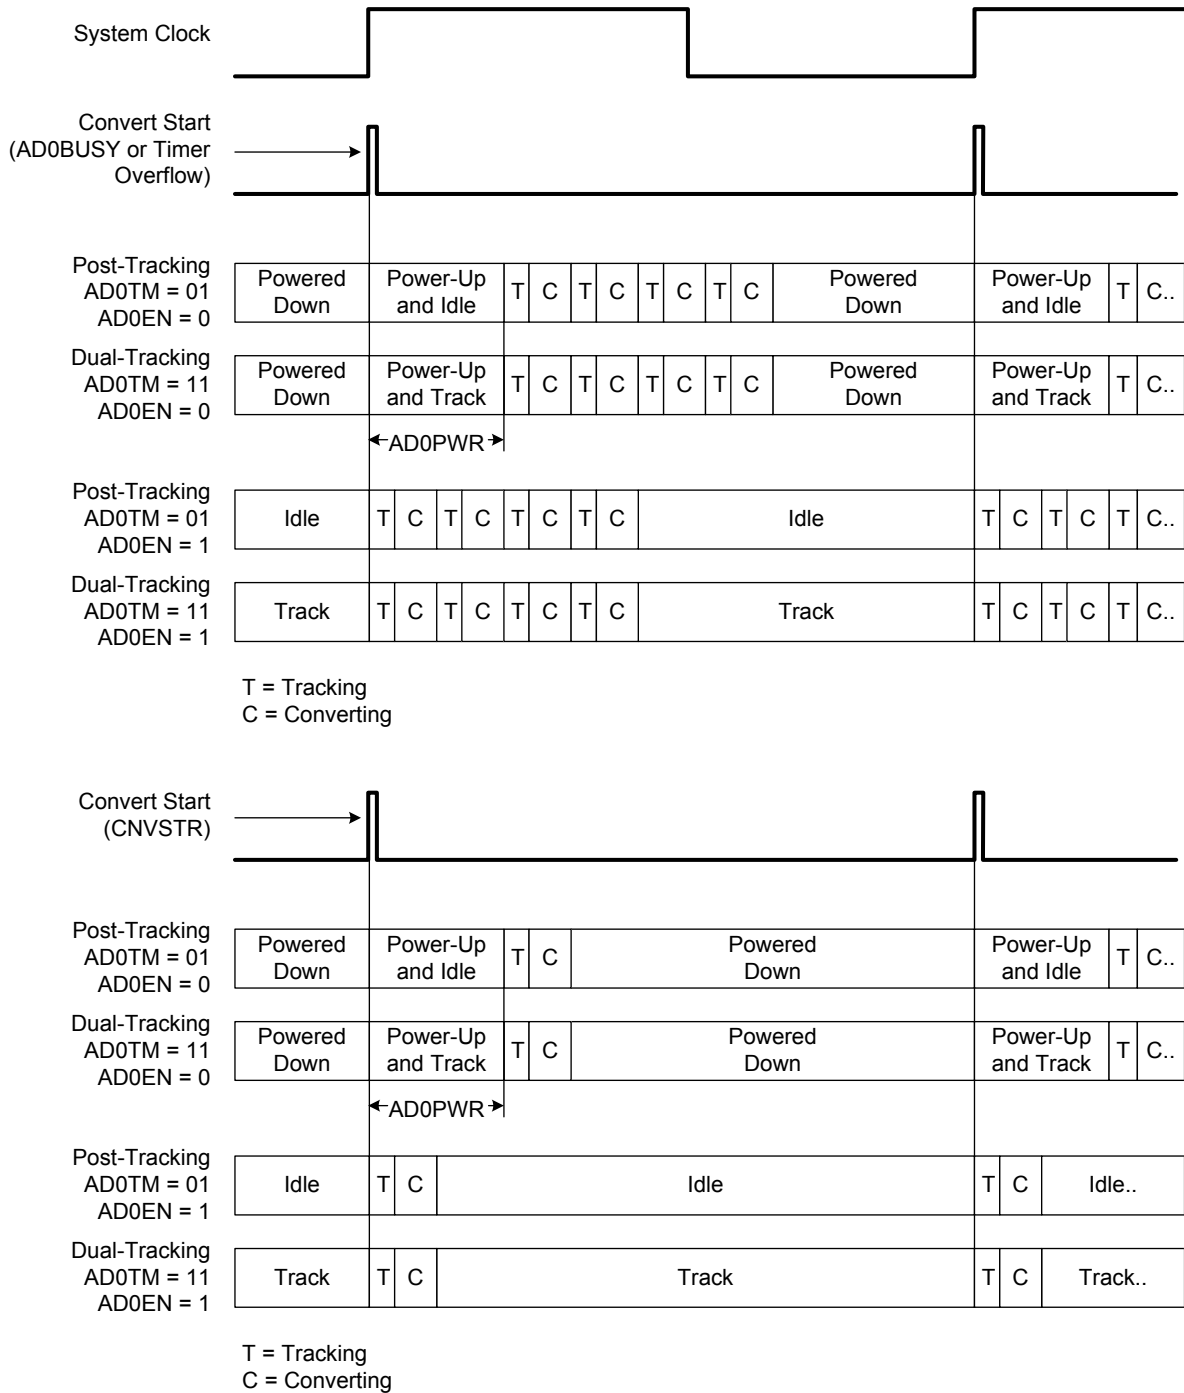 System Clock
Convert Start
(AD0BUSY or Timer
Overflow)
Post-Tracking
AD0TM = 01
AD0EN = 0
Powered
Down
Power-Up
and Idle
T C T C T C T C
Powered
Down
Power-Up
and Idle
T C..
Dual-Tracking
AD0TM = 11
AD0EN = 0
Powered
Down
Power-Up
and Track
T C T C T C T C
Powered
Down
Power-Up
and Track
T C..
AD0PWR
Post-Tracking
AD0TM = 01
AD0EN = 1
Idle T C T C T C T C Idle T C T C T C..
Dual-Tracking
AD0TM = 11
AD0EN = 1
Track T C T C T C T C Track T C T C T C..
T = Tracking
C = Converting
Convert Start
(CNVSTR)
Post-Tracking
AD0TM = 01
AD0EN = 0
Powered
Down
Power-Up
and Idle
T C
Powered
Down
Power-Up
and Idle
T C..
Dual-Tracking
AD0TM = 11
AD0EN = 0
Powered
Down
Power-Up
and Track
T C
Powered
Down
Power-Up
and Track
T C..
AD0PWR
Post-Tracking
AD0TM = 01
AD0EN = 1
Idle T C Idle T C Idle..
Dual-Tracking
AD0TM = 11
AD0EN = 1
Track T C Track T C Track..
T = Tracking
C = Converting